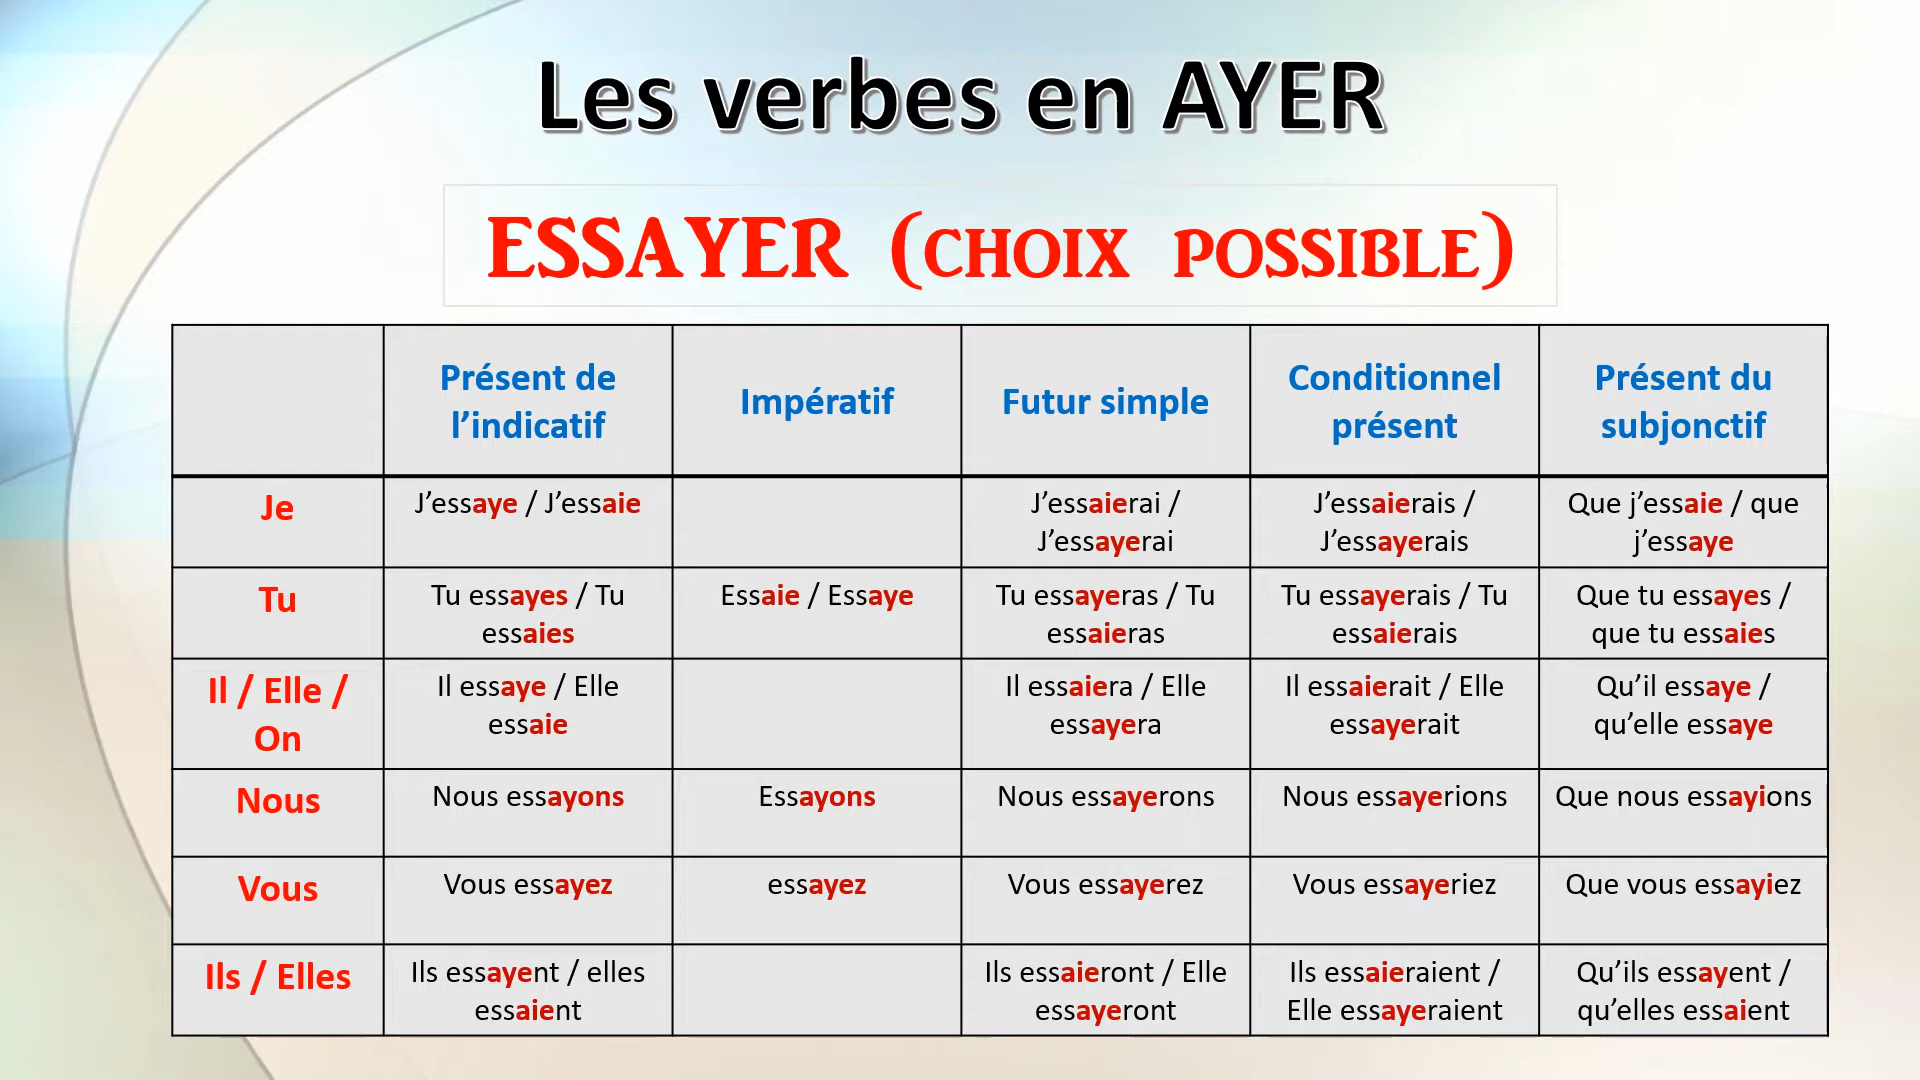 Les verbes en AYER
ESSAYER (CHOIX POSSIBLE)
Présent de
l’indicatif
Impératif
Futur simple
Conditionnel
présent
Présent du
subjonctif
Je
J’essaye / J’essaie
J’essaierai /
J’essayerai
J’essaierais /
J’essayerais
Que j’essaie / que
j’essaye
Tu
Tu essayes / Tu
essaies
Essaie / Essaye
Tu essayeras / Tu
essaieras
Tu essayerais / Tu
essaierais
Que tu essayes /
que tu essaies
Il / Elle /
On
Il essaye / Elle
essaie
Il essaiera / Elle
essayera
Il essaierait / Elle
essayerait
Qu’il essaye /
qu’elle essaye
Nous
Nous essayons
Essayons
Nous essayerons
Nous essayerions
Que nous essayions
Vous
Vous essayez
essayez
Vous essayerez
Vous essayeriez
Que vous essayiez
Ils / Elles
Ils essayent / elles
essaient
Ils essaieront / Elle
essayeront
Ils essaieraient /
Elle essayeraient
Qu’ils essayent /
qu’elles essaient